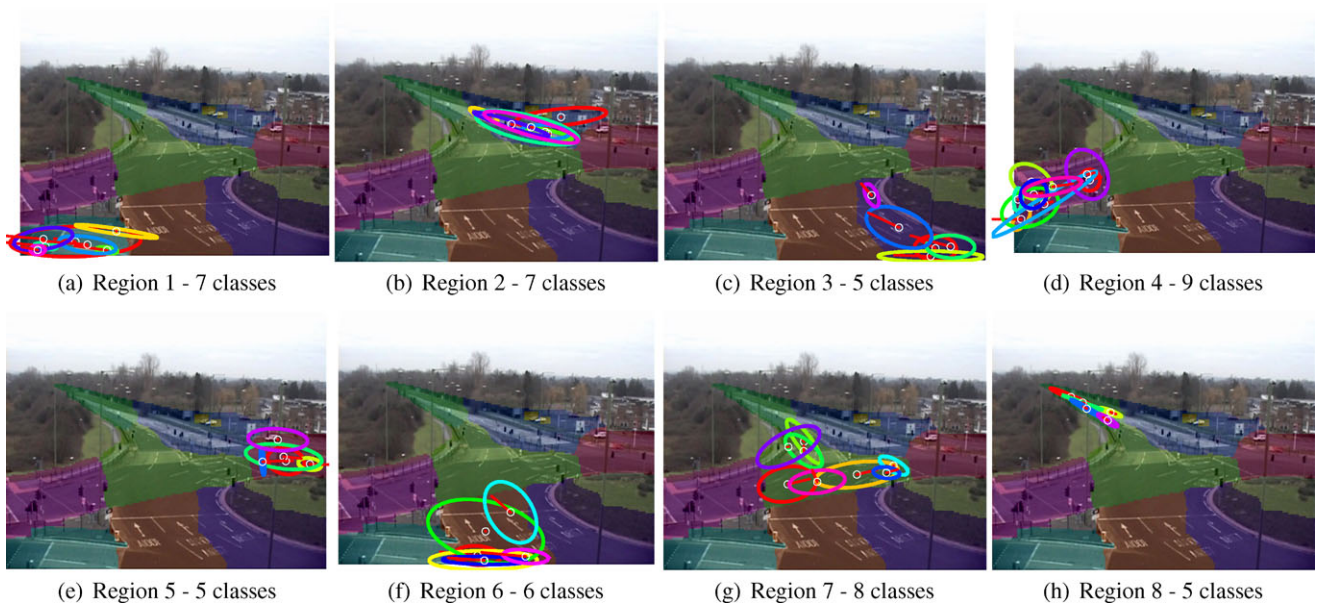 (a) Region 1 - 7 classes
(b) Region 2 - 7 classes
(c) Region 3 - 5 classes
(d) Region 4 - 9 classes
(e) Region 5 - 5 classes
(f) Region 6 - 6 classes
(g) Region 7 - 8 classes
(h) Region 8 - 5 classes